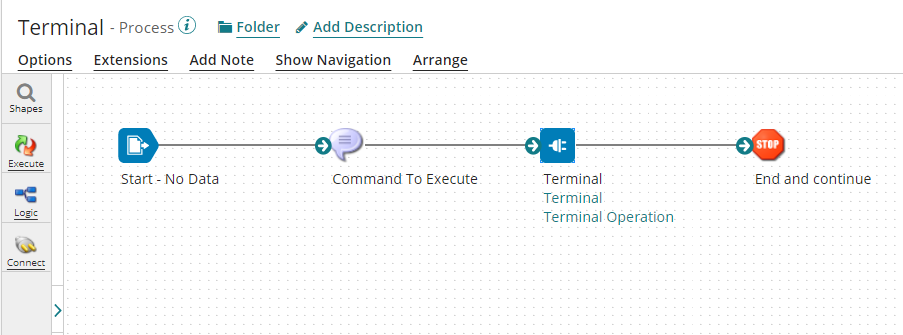 Terminal - Process i Folder Add Description
Options Extensions Add Note Show Navigation Arrange
Shapes
Execute
Logic
Connect
Start - No Data
Command To Execute
Terminal
Terminal
Terminal Operation
STOP
End and continue